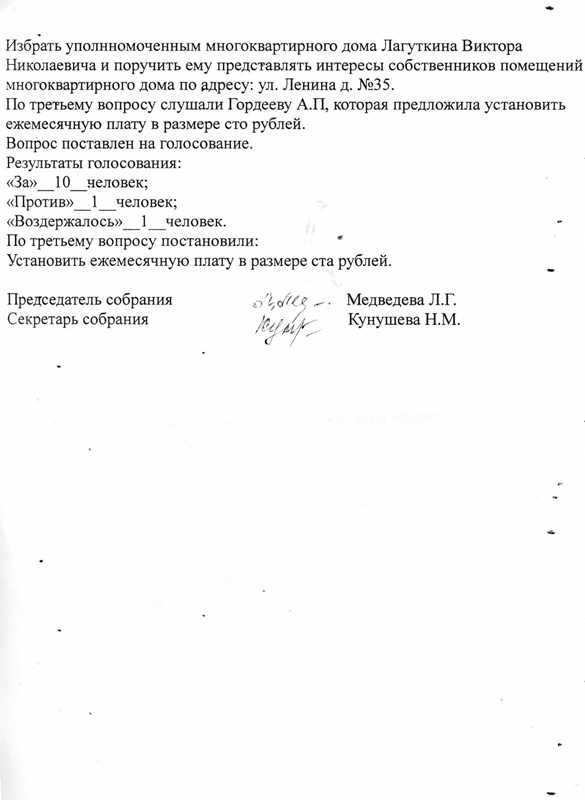 Избрать уполнномоченным многоквартирного дома Лагуткина Виктора
Николаевича и поручить ему представлять интересы собственников помещений
многоквартирного дома по адресу: ул. Ленина д. №35.
По третьему вопросу слушали Гордееву А.П, которая предложила установить
ежемесячную плату в размере сто рублей.
Вопрос поставлен на голосование.
Результаты голосования:
«За»__10__человек;
«Против»__1__человек;
«Воздержалось»__1__человек.
По третьему вопросу постановили:
Установить ежемесячную плату в размере ста рублей.
Председатель собрания Медведева Л.Г.
Секретарь собрания Кунушева Н.М.